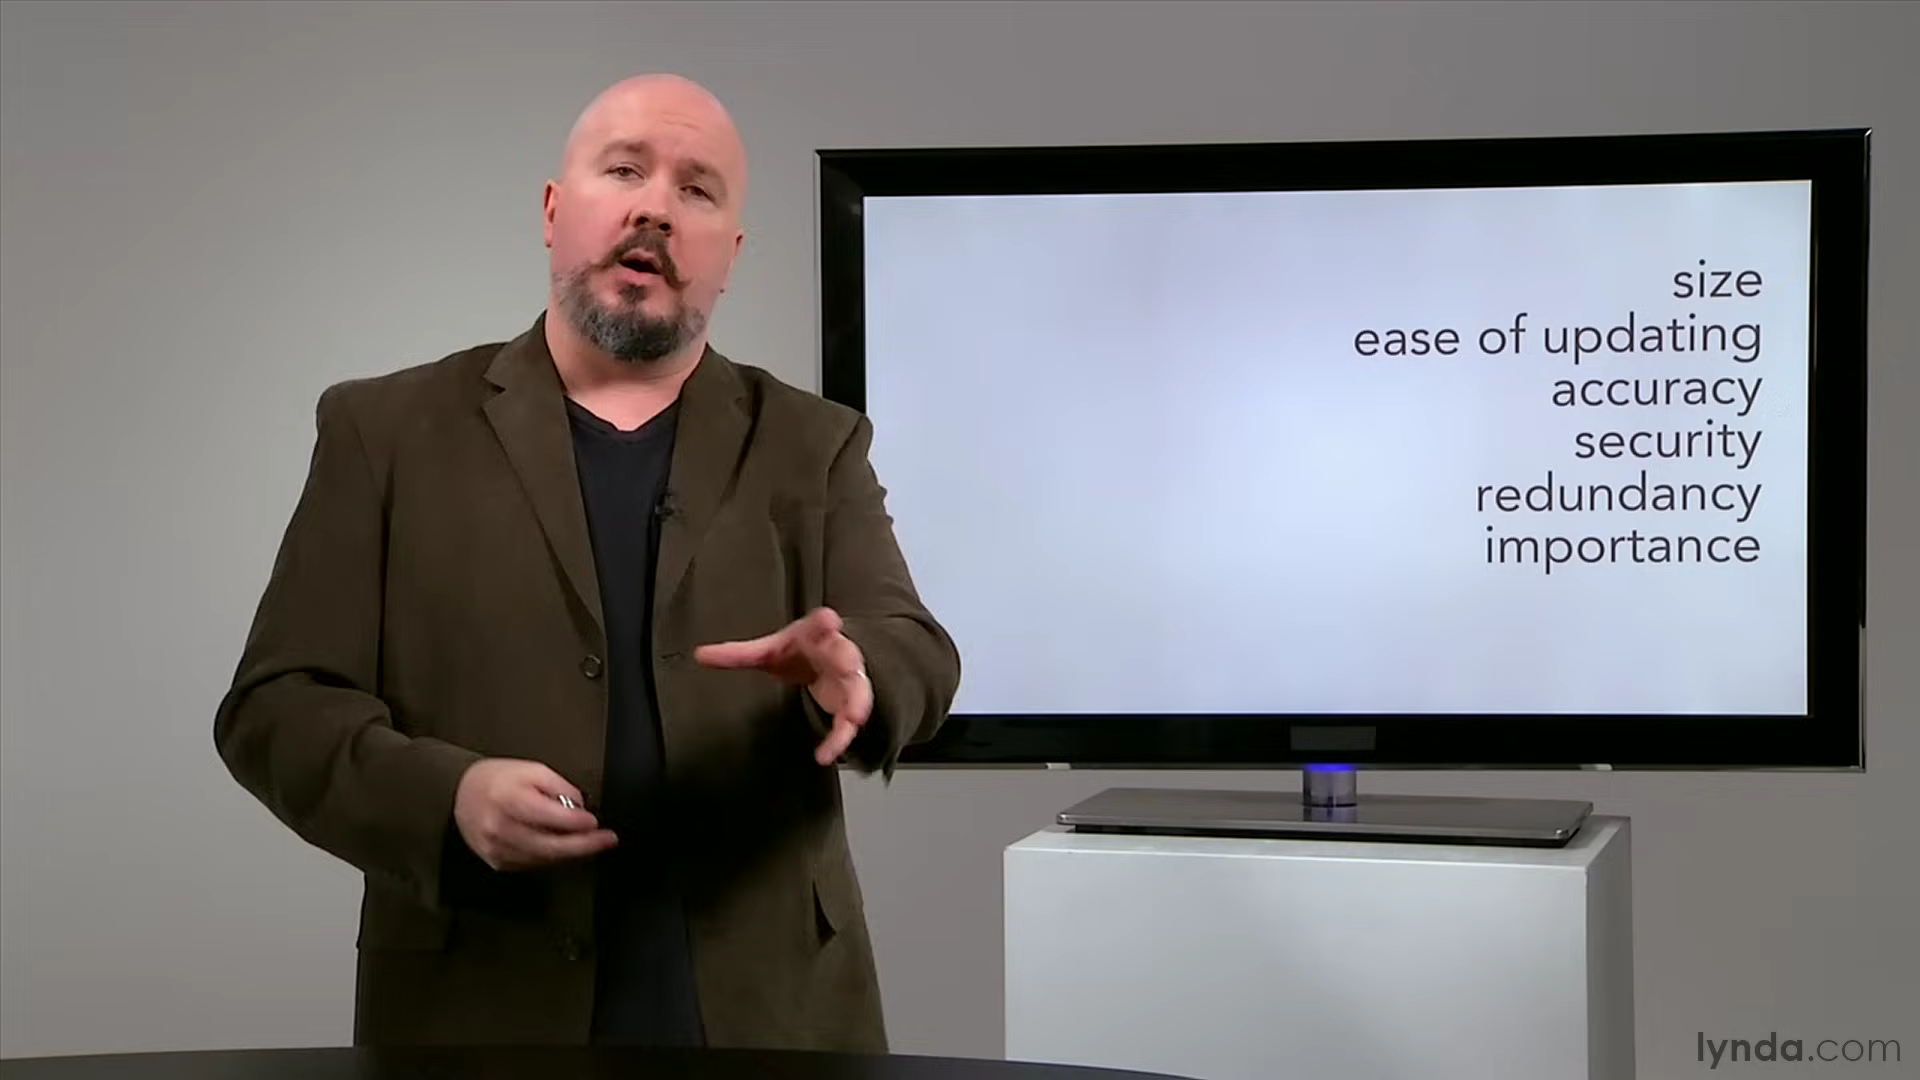 size
ease of updating
accuracy
security
redundancy
importance
lynda.com